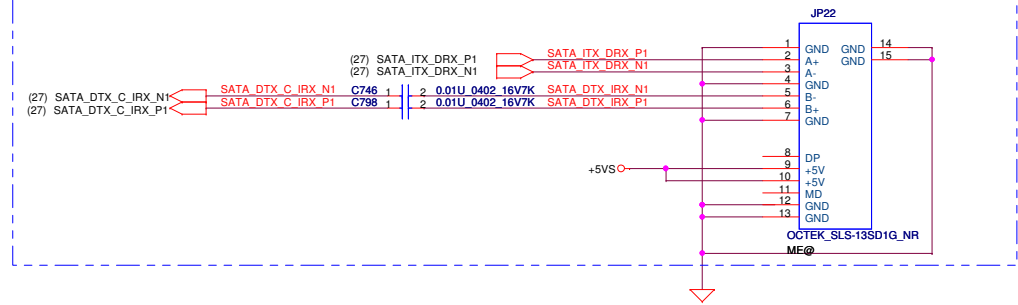 JP22
1 GND GND 14
(27) SATA_ITX_DRX_P1 SATA_ITX_DRX_P1 2 A+ GND 15
(27) SATA_ITX_DRX_N1 SATA_ITX_DRX_N1 3 A-
4 GND
(27) SATA_DTX_C_IRX_N1 SATA_DTX_C_IRX_N1 C746 1 2 0.01U_0402_16V7K SATA_DTX_IRX_N1 5 B-
(27) SATA_DTX_C_IRX_P1 SATA_DTX_C_IRX_P1 C798 1 2 0.01U_0402_16V7K SATA_DTX_IRX_P1 6 B+
7 GND
8 DP
+5VS 9 +5V
10 +5V
11 MD
12 GND
13 GND
OCTEK_SLS-13SD1G_NR
ME@